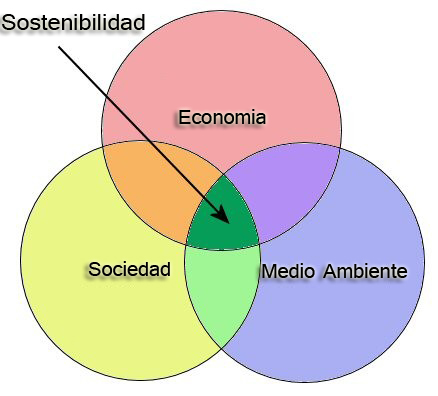 Sostenibilidad
Economia
Sociedad
Medio Ambiente